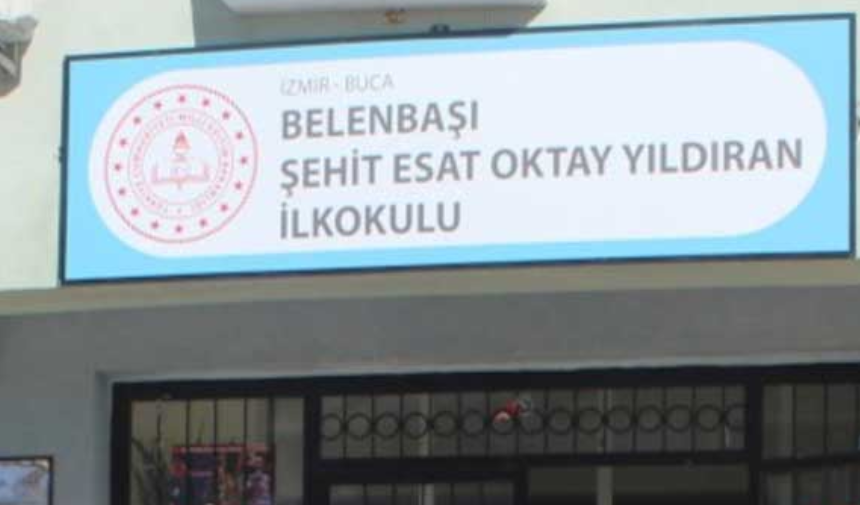 İZMİR - BUCA
BELENBAŞI
ŞEHİT ESAT OKTAY YILDIRAN
İLKOKULU